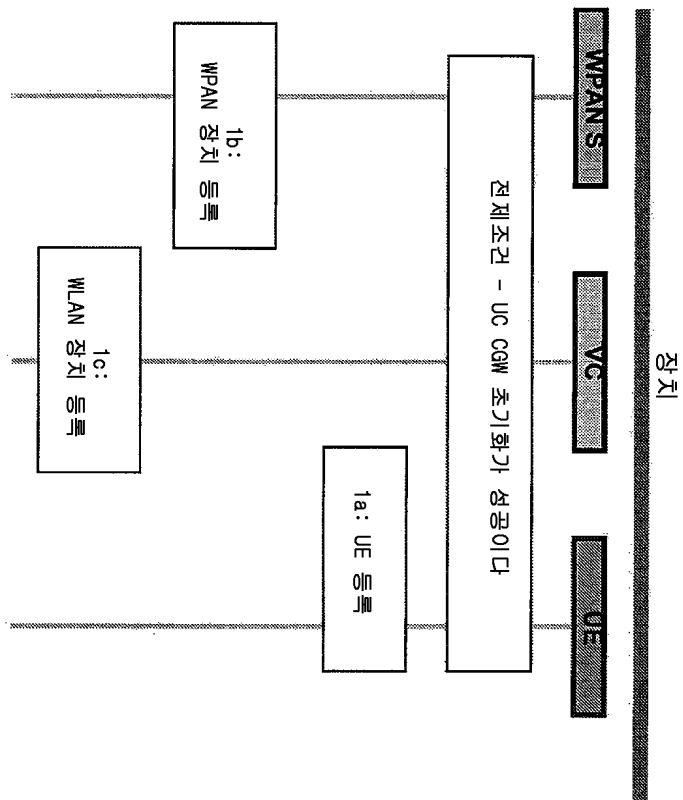 장치
WPAN S
VC
UE
전제조건 - UC CGW 초기화가 성공이다
1a: UE 등록
1b:
WPAN 장치 등록
1c:
WLAN 장치 등록